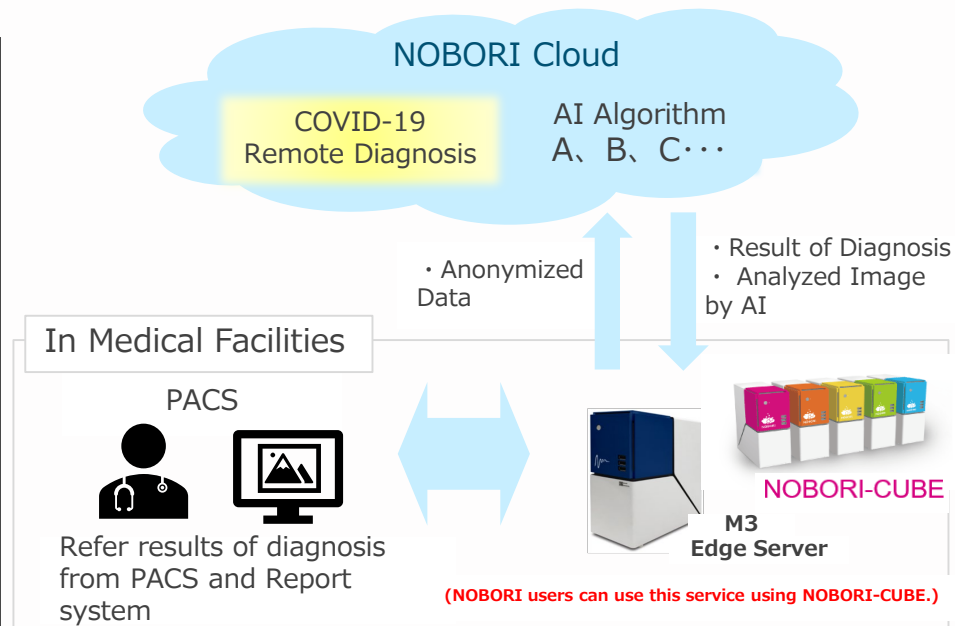 NOBORI Cloud
COVID-19
Remote Diagnosis
AI Algorithm
A、B、C･･･
・Anonymized
Data
・Result of Diagnosis
・ Analyzed Image
by AI
In Medical Facilities
PACS
Refer results of diagnosis
from PACS and Report
system
M3
Edge Server
NOBORI-CUBE
(NOBORI users can use this service using NOBORI-CUBE.)